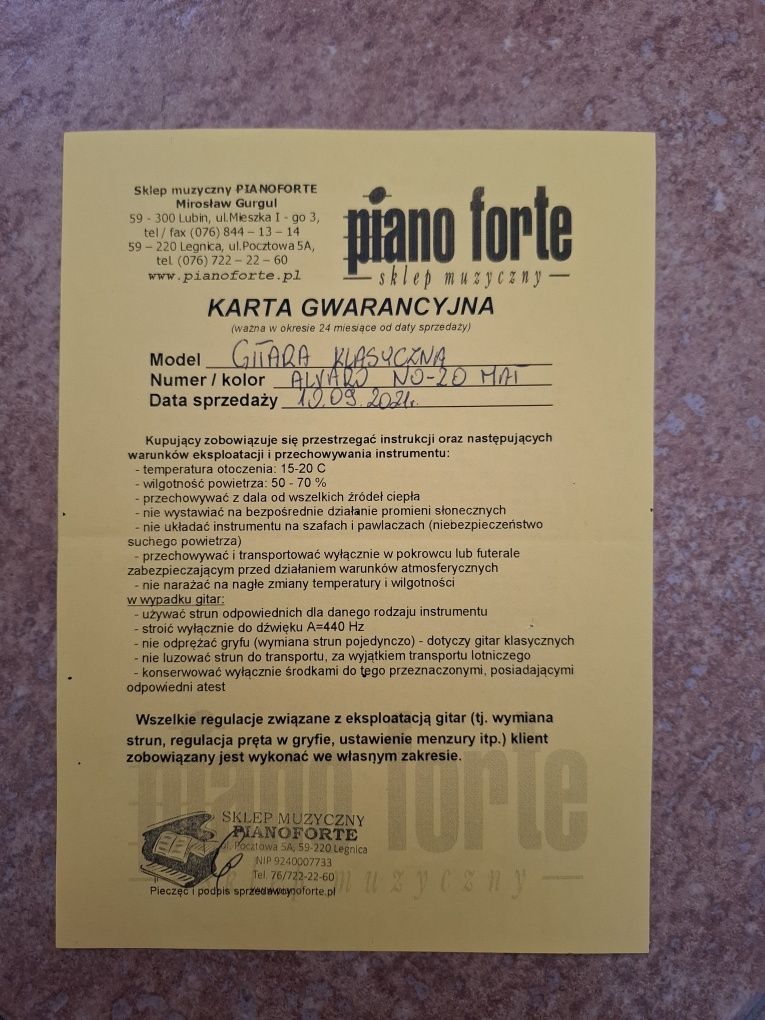 Sklep muzyczny PIANOFORTE
Mirosław Gurgul
59 - 300 Lubin, ul.Mieszka I - go 3,
tel / fax (076) 844 – 13 – 14
59 – 220 Legnica, ul.Pocztowa 5A,
tel. (076) 722 – 22 – 60
www.pianoforte.pl
piano forte
sklep muzyczny
KARTA GWARANCYJNA
(ważna w okresie 24 miesiące od daty sprzedaży)
Model GITARA KLASYCZNA
Numer / kolor ALVARO NO-20 MAT
Data sprzedaży 10.09.2021r.
Kupujący zobowiązuje się przestrzegać instrukcji oraz następujących
warunków eksploatacji i przechowywania instrumentu:
- temperatura otoczenia: 15-20 C
- wilgotność powietrza: 50 - 70 %
- przechowywać z dala od wszelkich źródeł ciepła
- nie wystawiać na bezpośrednie działanie promieni słonecznych
- nie układać instrumentu na szafach i pawlaczach (niebezpieczeństwo
suchego powietrza)
- przechowywać i transportować wyłącznie w pokrowcu lub futerale
zabezpieczającym przed działaniem warunków atmosferycznych
- nie narażać na nagłe zmiany temperatury i wilgotności
w wypadku gitar:
- używać strun odpowiednich dla danego rodzaju instrumentu
- stroić wyłącznie do dźwięku A=440 Hz
- nie odprężać gryfu (wymiana strun pojedynczo) - dotyczy gitar klasycznych
- nie luzować strun do transportu, za wyjątkiem transportu lotniczego
- konserwować wyłącznie środkami do tego przeznaczonymi, posiadającymi
odpowiedni atest
Wszelkie regulacje związane z eksploatacją gitar (tj. wymiana
strun, regulacja pręta w gryfie, ustawienie menzury itp.) klient
zobowiązany jest wykonać we własnym zakresie.
piano forte
sklep muzyczny
SKLEP MUZYCZNY
PIANOFORTE
ul. Pocztowa 5A, 59-220 Legnica
NIP 9240007733
Tel. 76/722-22-60
www.pianoforte.pl
Pieczęć i podpis sprzedawcy